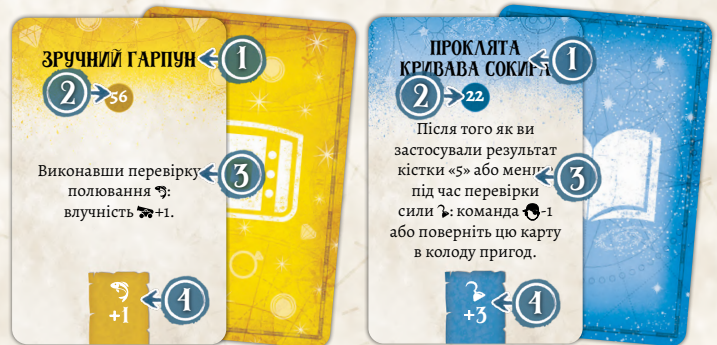 ЗРУЧНИЙ ГАРПУН
1
2
56
Виконавши перевірку
3
полювання :
влучність +1.
4
+1
ПРОКЛЯТА
КРИВАВА СОКИРА
1
2
22
Після того як ви
застосували результат
кістки «5» або менше
3
під час перевірки
сили : команда -1
або поверніть цю карту
в колоду пригод.
4
+3